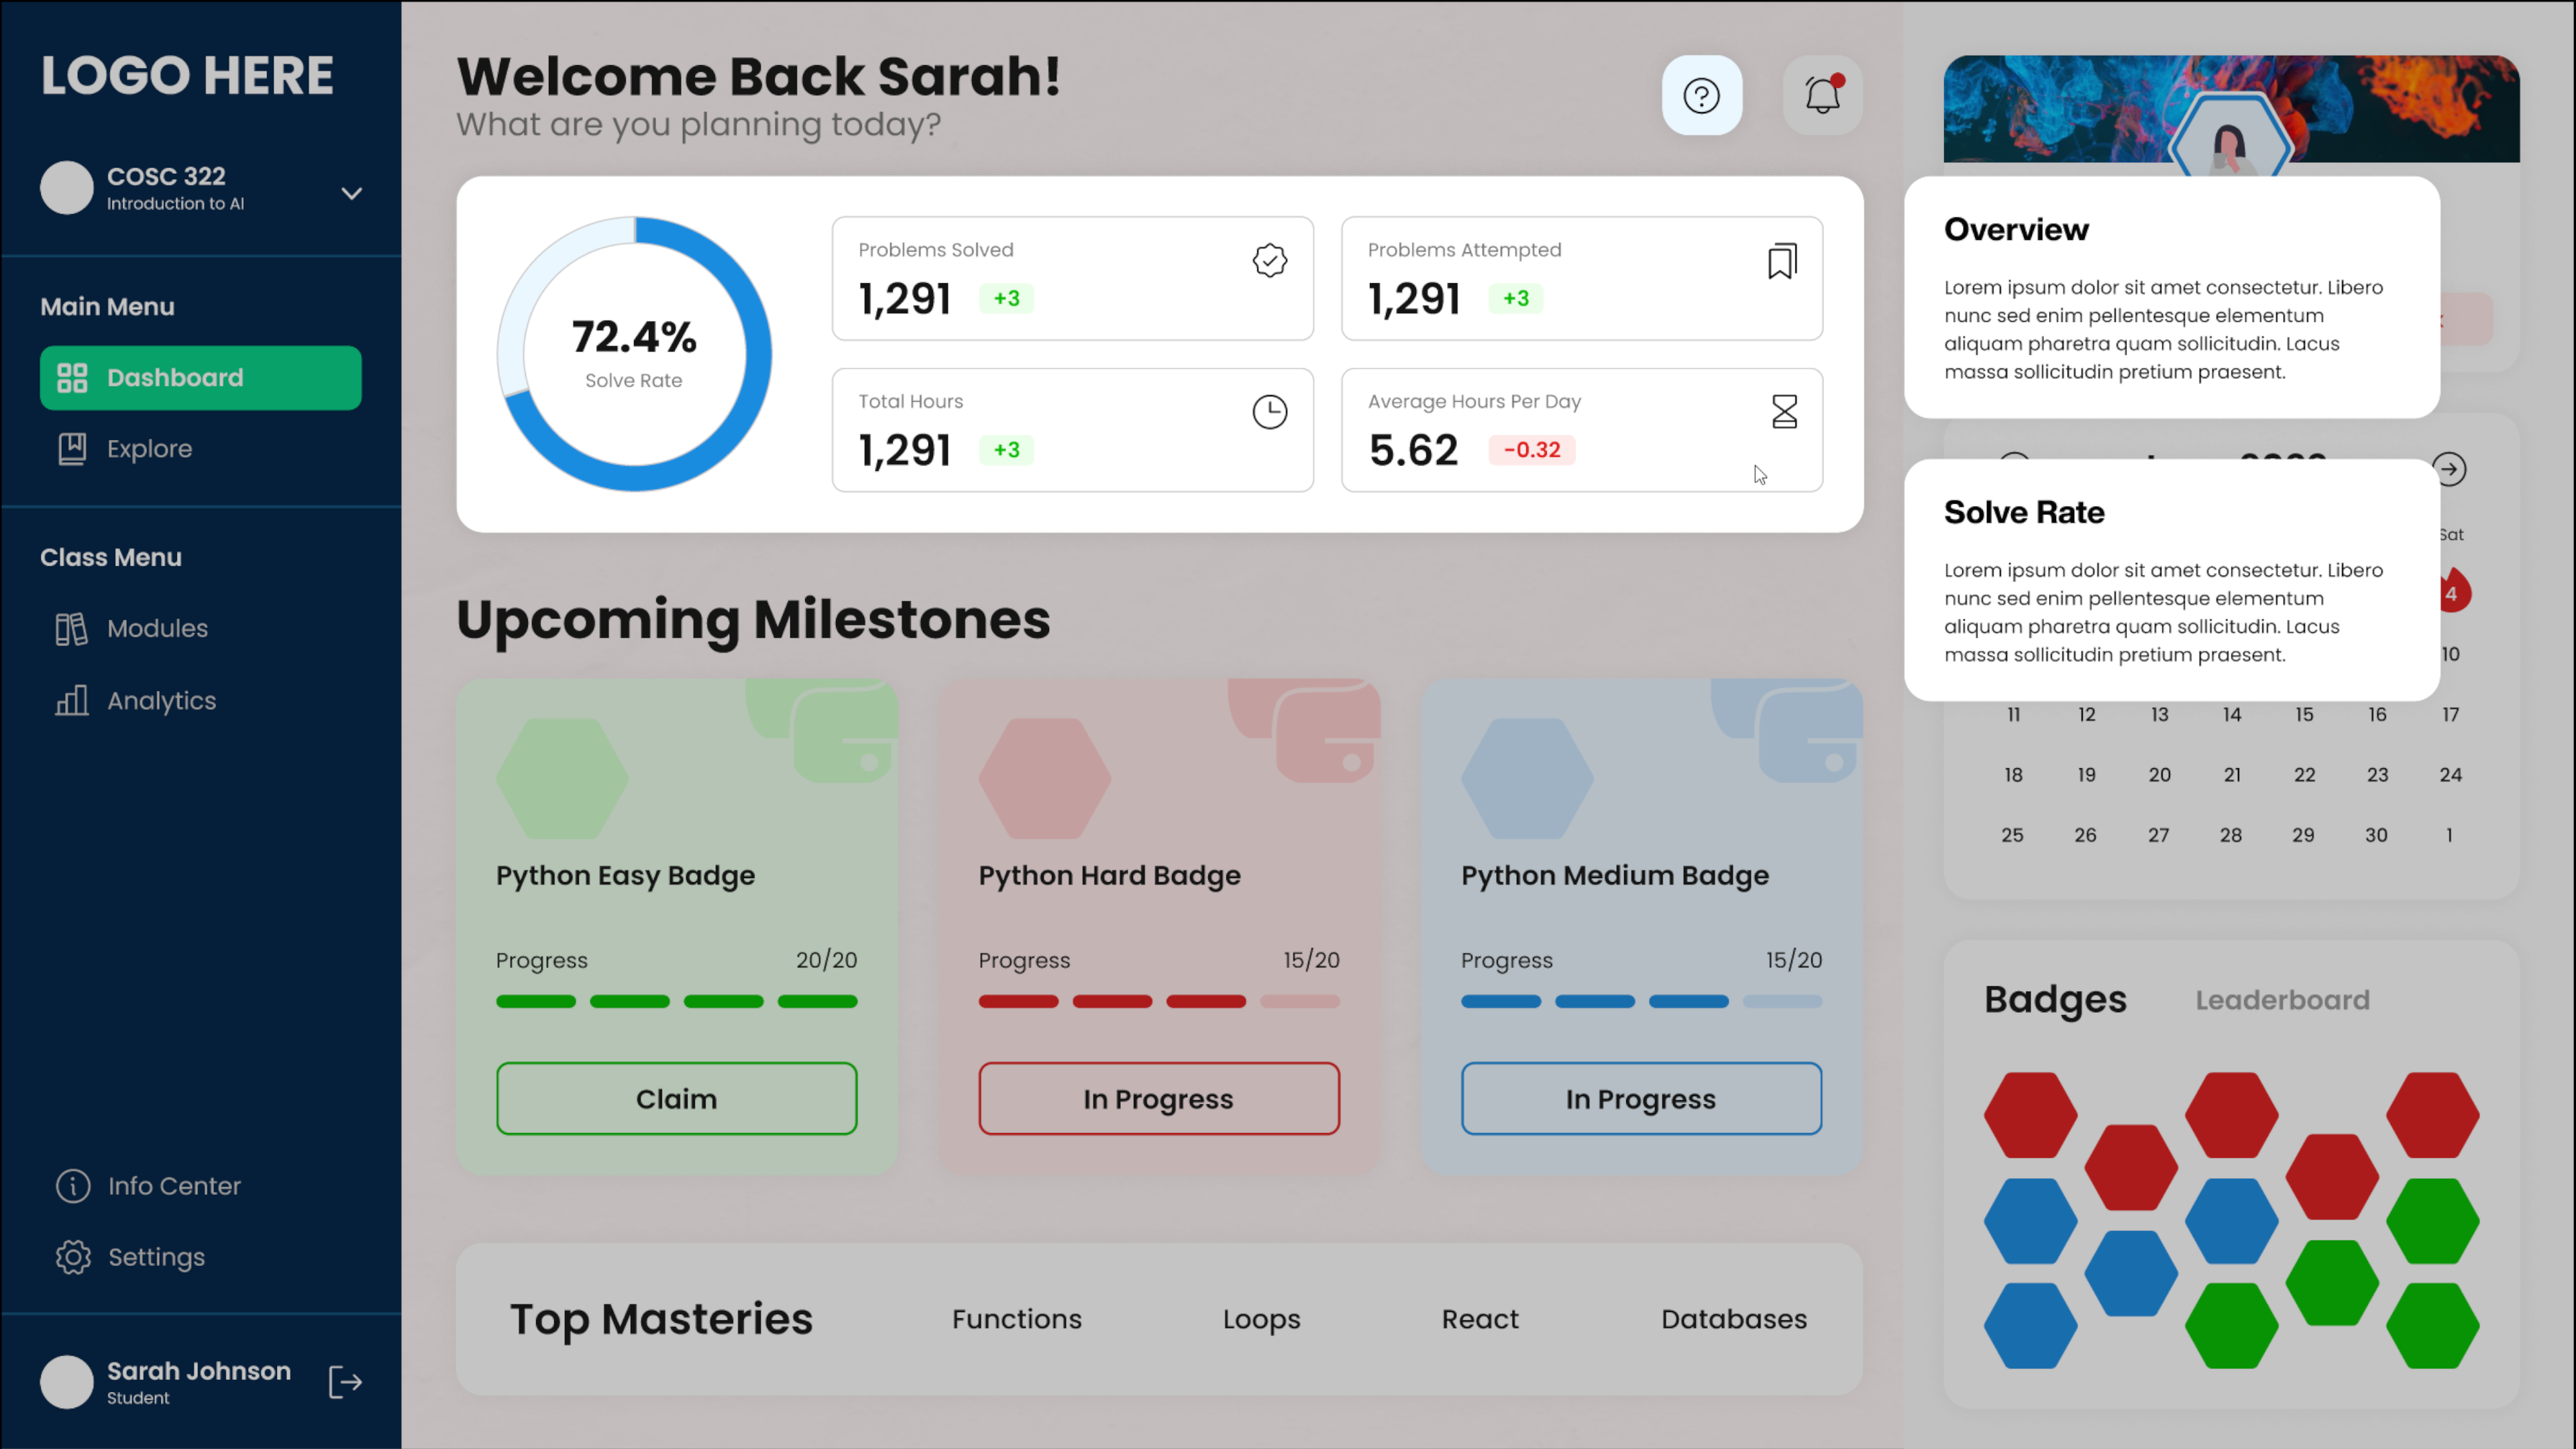 LOGO HERE
COSC 322
Introduction to AI
Main Menu
Dashboard
Explore
Class Menu
Modules
Analytics
Info Center
Settings
Sarah Johnson
Student
Welcome Back Sarah!
What are you planning today?
72.4%
Solve Rate
Problems Solved
1,291 +3
Problems Attempted
1,291 +3
Total Hours
1,291 +3
Average Hours Per Day
5.62 -0.32
Upcoming Milestones
Python Easy Badge
Progress 20/20
Claim
Python Hard Badge
Progress 15/20
In Progress
Python Medium Badge
Progress 15/20
In Progress
Top Masteries Functions Loops React Databases
Overview
Lorem ipsum dolor sit amet consectetur. Libero
nunc sed enim pellentesque elementum
aliquam pharetra quam sollicitudin. Lacus
massa sollicitudin pretium praesent.
Solve Rate
Lorem ipsum dolor sit amet consectetur. Libero
nunc sed enim pellentesque elementum
aliquam pharetra quam sollicitudin. Lacus
massa sollicitudin pretium praesent.
Sat
4
10
11 12 13 14 15 16 17
18 19 20 21 22 23 24
25 26 27 28 29 30 1
Badges Leaderboard